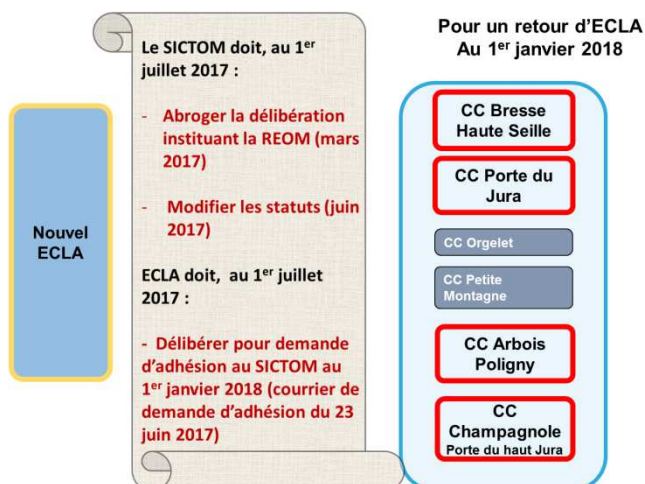 Nouvel
ECLA
Le SICTOM doit, au 1er
juillet 2017 :
- Abroger la délibération
instituant la REOM (mars
2017)
- Modifier les statuts (juin
2017)
ECLA doit, au 1er juillet
2017 :
- Délibérer pour demande
d'adhésion au SICTOM au
1er janvier 2018 (courrier de
demande d'adhésion du 23
juin 2017)
Pour un retour d'ECLA
Au 1er janvier 2018
CC Bresse
Haute Seille
CC Porte du
Jura
CC Orgelet
CC Petite
Montagne
CC Arbois
Poligny
CC
Champagnole
Porte du haut Jura